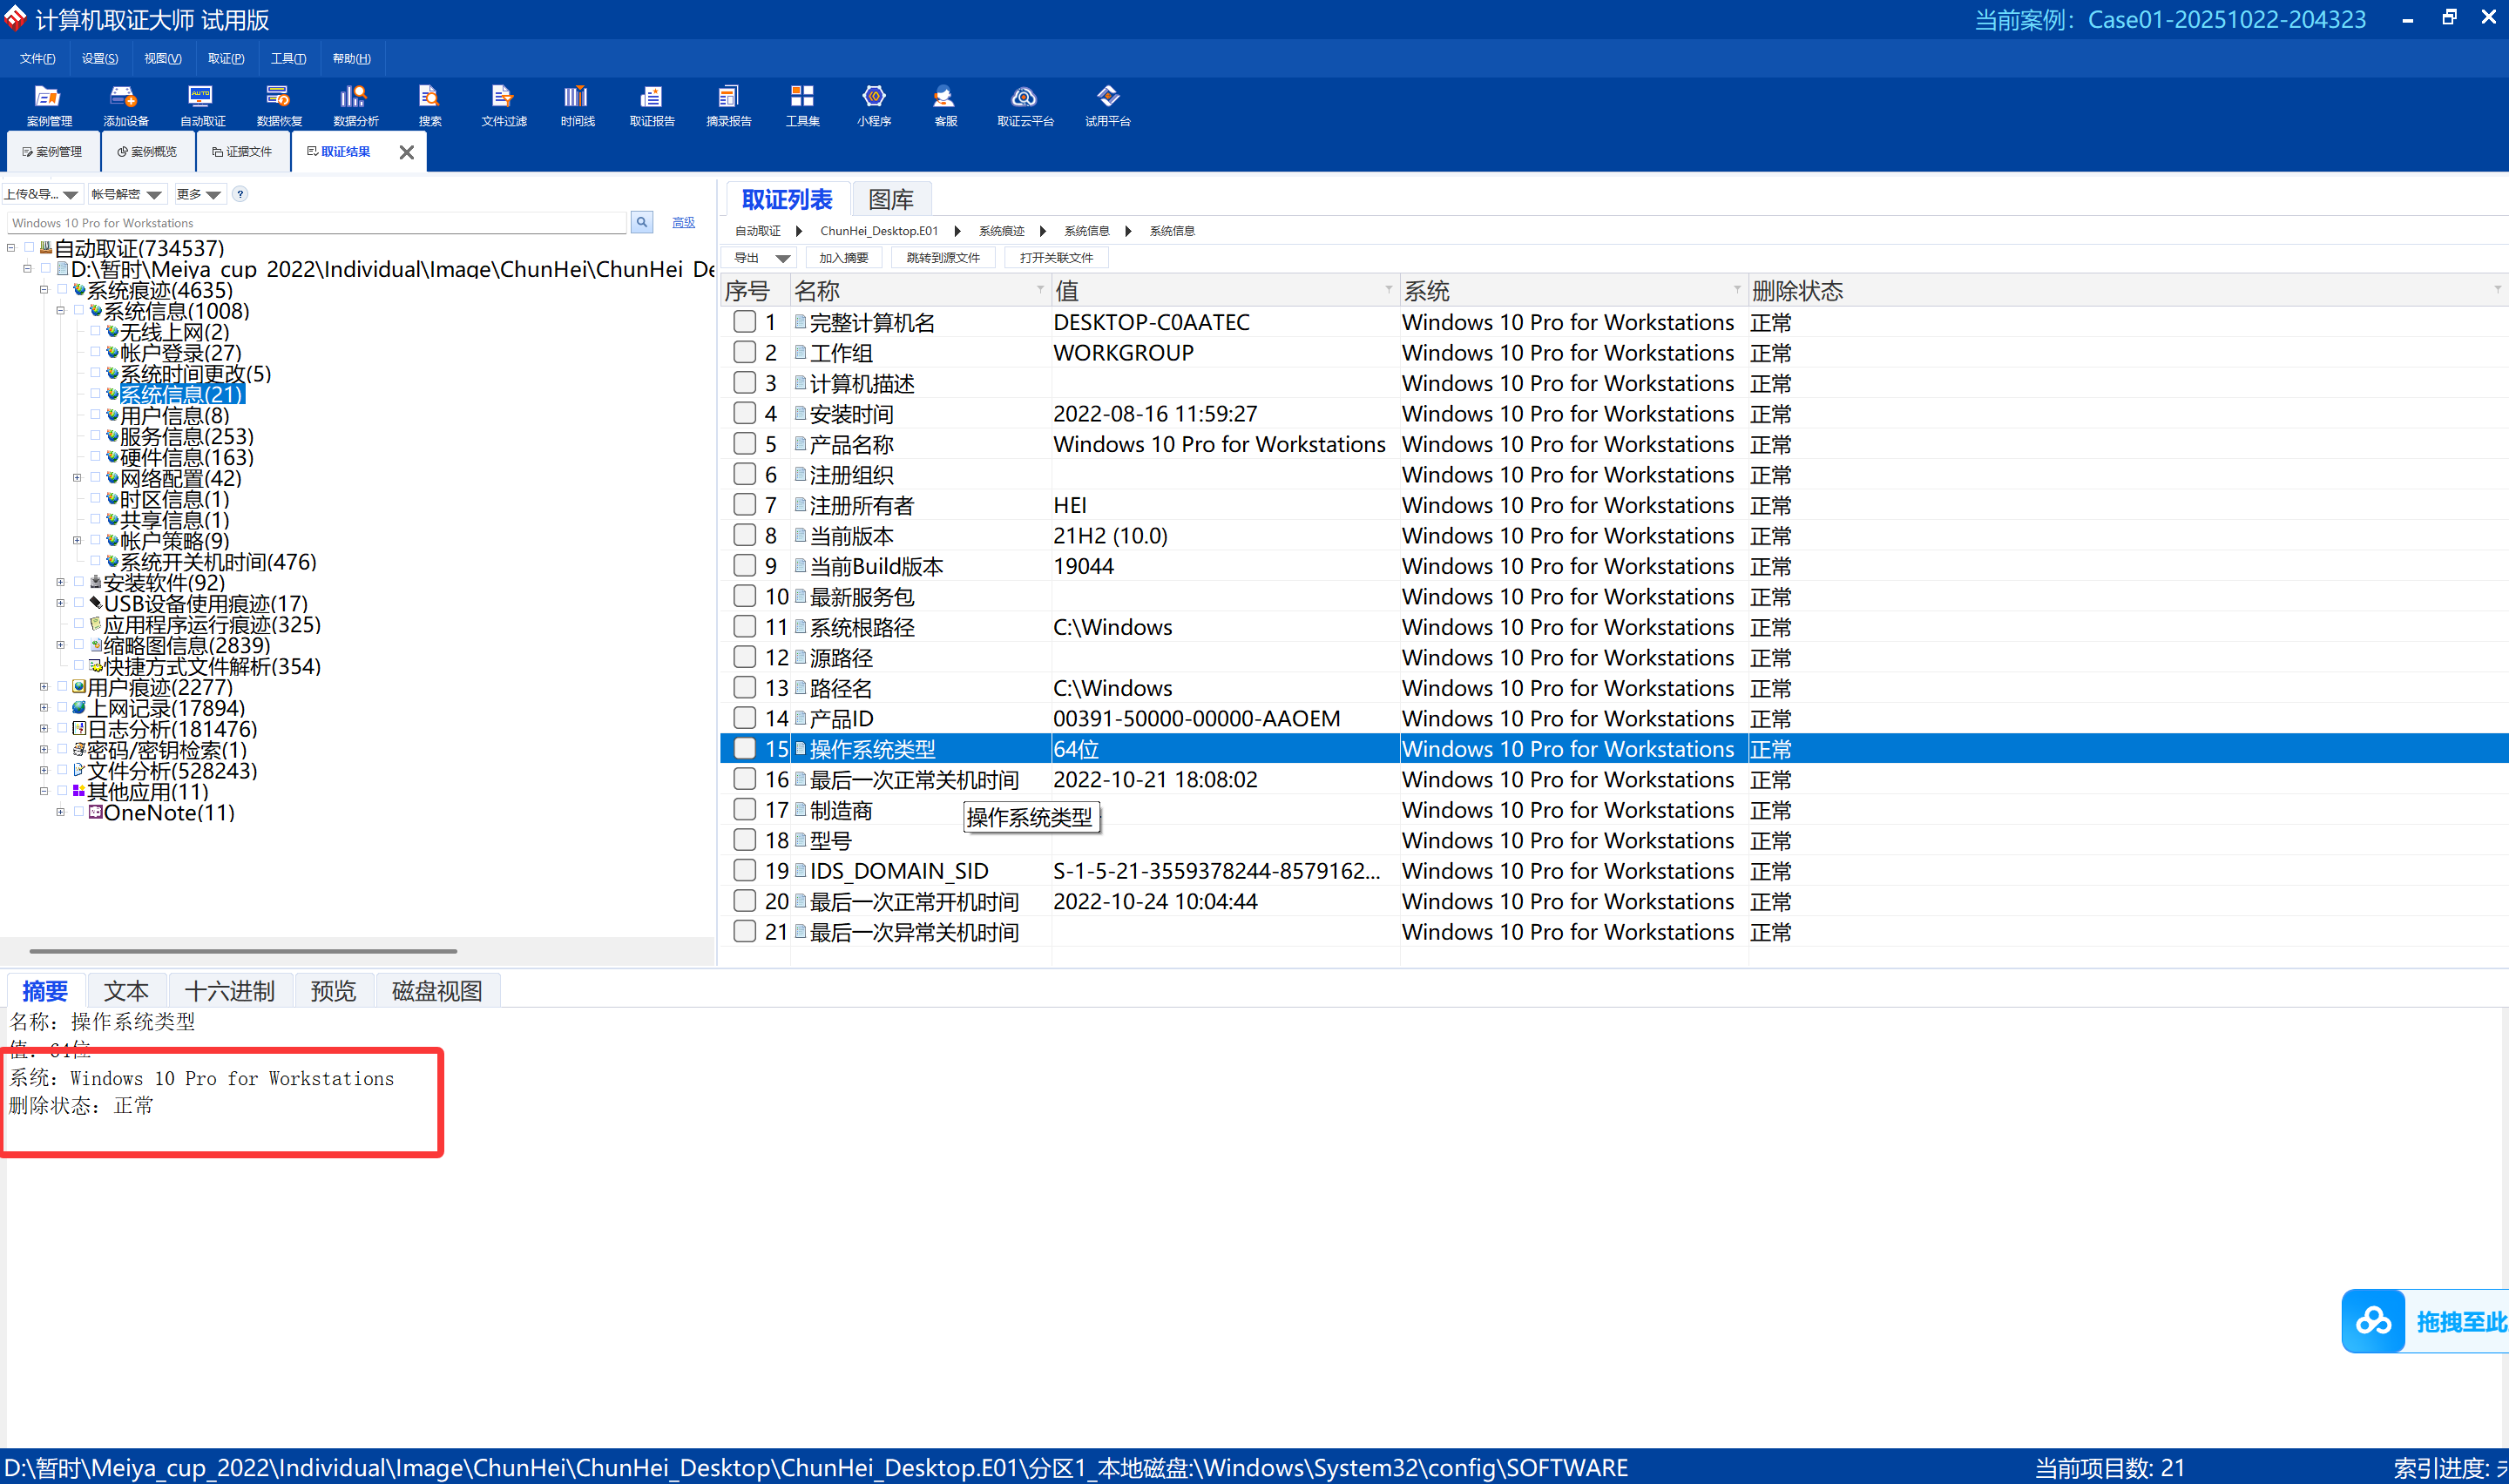 计算机取证大师 试用版
当前案例：Case01-20251022-204323
文件(F) 设置(S) 视图(V) 取证(P) 工具(T) 帮助(H)
案例管理 添加设备 自动取证 数据恢复 数据分析 搜索 文件过滤 时间线 取证报告 摘录报告 工具集 小程序 客服 取证云平台 试用平台
案例管理 案例概览 证据文件 取证结果
上传&导... 帐号解密 更多 ?
Windows 10 Pro for Workstations 高级
自动取证(734537)
D:\暂时\Meiya_cup_2022\Individual\Image\ChunHei\ChunHei_De
系统痕迹(4635)
系统信息(1008)
无线上网(2)
帐户登录(27)
系统时间更改(5)
系统信息(21)
用户信息(8)
服务信息(253)
硬件信息(163)
网络配置(42)
时区信息(1)
共享信息(1)
帐户策略(9)
系统开关机时间(476)
安装软件(92)
USB设备使用痕迹(17)
应用程序运行痕迹(325)
缩略图信息(2839)
快捷方式文件解析(354)
用户痕迹(2277)
上网记录(17894)
日志分析(181476)
密码/密钥检索(1)
文件分析(528243)
其他应用(11)
OneNote(11)
取证列表 图库
自动取证 ChunHei_Desktop.E01 系统痕迹 系统信息 系统信息
导出 加入摘要 跳转到源文件 打开关联文件
序号 名称 值 系统 删除状态
1 完整计算机名 DESKTOP-C0AATEC Windows 10 Pro for Workstations 正常
2 工作组 WORKGROUP Windows 10 Pro for Workstations 正常
3 计算机描述 Windows 10 Pro for Workstations 正常
4 安装时间 2022-08-16 11:59:27 Windows 10 Pro for Workstations 正常
5 产品名称 Windows 10 Pro for Workstations Windows 10 Pro for Workstations 正常
6 注册组织 Windows 10 Pro for Workstations 正常
7 注册所有者 HEI Windows 10 Pro for Workstations 正常
8 当前版本 21H2 (10.0) Windows 10 Pro for Workstations 正常
9 当前Build版本 19044 Windows 10 Pro for Workstations 正常
10 最新服务包 Windows 10 Pro for Workstations 正常
11 系统根路径 C:\Windows Windows 10 Pro for Workstations 正常
12 源路径 Windows 10 Pro for Workstations 正常
13 路径名 C:\Windows Windows 10 Pro for Workstations 正常
14 产品ID 00391-50000-00000-AAOEM Windows 10 Pro for Workstations 正常
15 操作系统类型 64位 Windows 10 Pro for Workstations 正常
16 最后一次正常关机时间 2022-10-21 18:08:02 Windows 10 Pro for Workstations 正常
17 制造商 Windows 10 Pro for Workstations 正常
操作系统类型
18 型号 Windows 10 Pro for Workstations 正常
19 IDS_DOMAIN_SID S-1-5-21-3559378244-8579162... Windows 10 Pro for Workstations 正常
20 最后一次正常开机时间 2022-10-24 10:04:44 Windows 10 Pro for Workstations 正常
21 最后一次异常关机时间 Windows 10 Pro for Workstations 正常
摘要 文本 十六进制 预览 磁盘视图
名称：操作系统类型
值：64位
系统：Windows 10 Pro for Workstations
删除状态：正常
拖拽至此
D:\暂时\Meiya_cup_2022\Individual\Image\ChunHei\ChunHei_Desktop\ChunHei_Desktop.E01\分区1_本地磁盘:\Windows\System32\config\SOFTWARE
当前项目数: 21
索引进度: